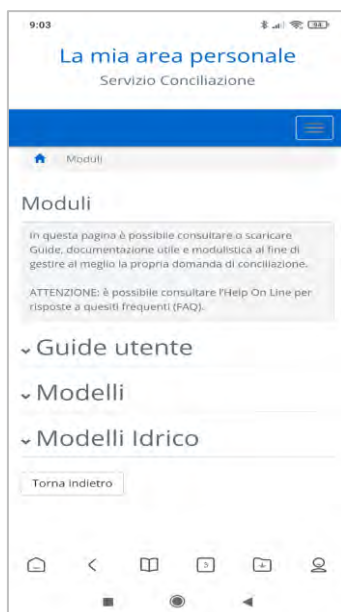 9:03
94
La mia area personale
Servizio Conciliazione
Moduli
Moduli
In questa pagina è possibile consultare o scaricare
Guide, documentazione utile e modulistica al fine di
gestire al meglio la propria domanda di conciliazione.
ATTENZIONE: è possibile consultare l'Help On Line per
risposte a quesiti frequenti (FAQ).
Guide utente
Modelli
Modelli Idrico
Torna indietro